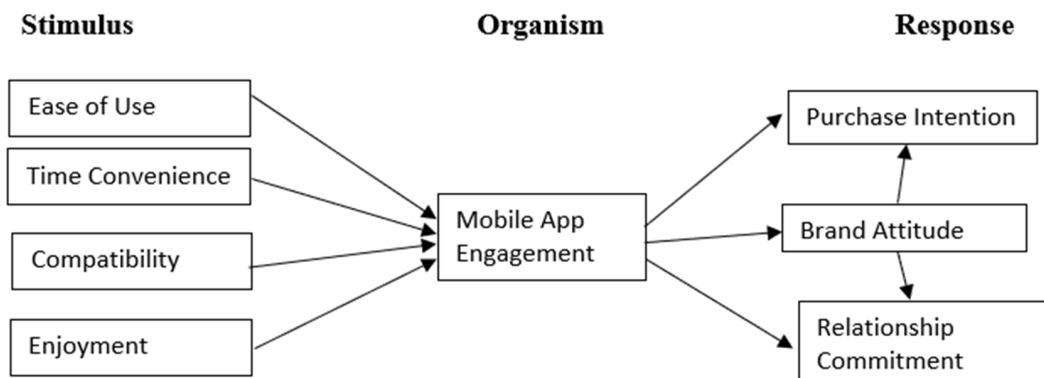 Stimulus
Organism
Response
Ease of Use
Time Convenience
Compatibility
Enjoyment
Mobile App
Engagement
Purchase Intention
Brand Attitude
Relationship
Commitment